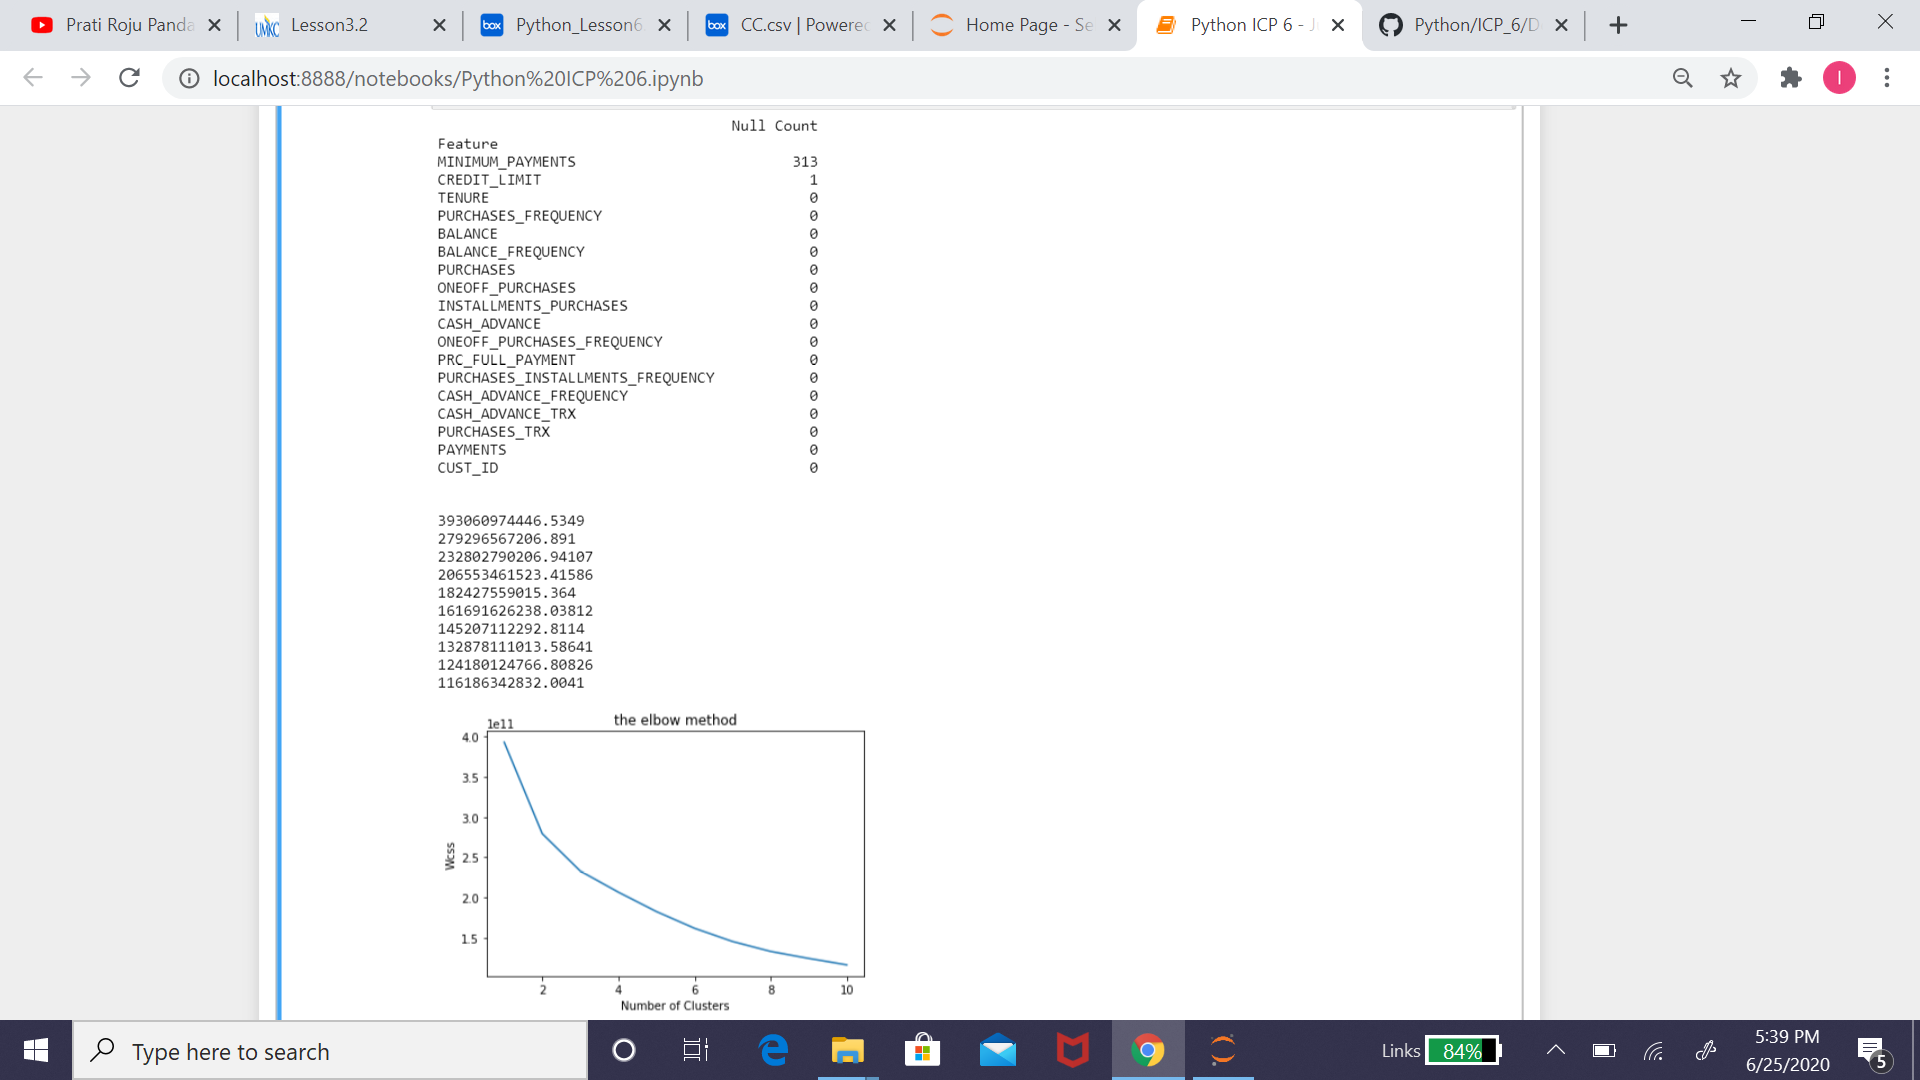 Prati Roju Panda
Lesson3.2
Python_Lesson6
CC.csv | Powered
Home Page - Se
Python ICP 6 - Ju
Python/ICP_6/D
localhost:8888/notebooks/Python%20ICP%206.ipynb
Null Count
Feature
MINIMUM_PAYMENTS 313
CREDIT_LIMIT 1
TENURE 0
PURCHASES_FREQUENCY 0
BALANCE 0
BALANCE_FREQUENCY 0
PURCHASES 0
ONEOFF_PURCHASES 0
INSTALLMENTS_PURCHASES 0
CASH_ADVANCE 0
ONEOFF_PURCHASES_FREQUENCY 0
PRC_FULL_PAYMENT 0
PURCHASES_INSTALLMENTS_FREQUENCY 0
CASH_ADVANCE_FREQUENCY 0
CASH_ADVANCE_TRX 0
PURCHASES_TRX 0
PAYMENTS 0
CUST_ID 0
393060974446.5349
279296567206.891
232802790206.94107
206553461523.41586
182427559015.364
161691626238.03812
145207112292.8114
132878111013.58641
124180124766.80826
116186342832.0041
1e11
the elbow method
4.0
3.5
3.0
2.5
2.0
1.5
Wcss
2 4 6 8 10
Number of Clusters
Type here to search
Links
84%
5:39 PM
6/25/2020
5
UMKC
box
box
I